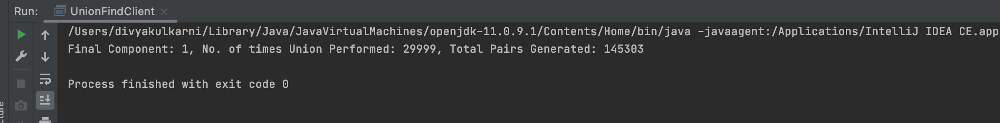 Run: UnionFindClient
/Users/divyakulkarni/Library/Java/JavaVirtualMachines/openjdk-11.0.9.1/Contents/Home/bin/java -javaagent:/Applications/IntelliJ IDEA CE.app
Final Component: 1, No. of times Union Performed: 29999, Total Pairs Generated: 145303
Process finished with exit code 0